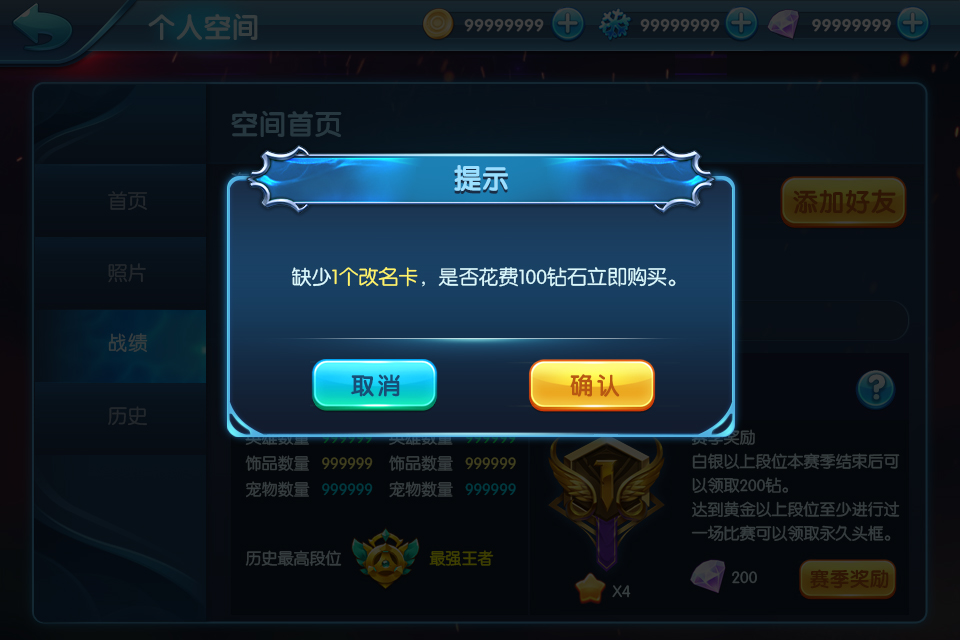 个人空间
99999999
99999999
99999999
空间首页
提示
首页
添加好友
照片
缺少1个改名卡，是否花费100钻石立即购买。
战绩
取消
确认
?
历史
英雄数量 999999 英雄数量 999999
饰品数量 999999 饰品数量 999999
宠物数量 999999 宠物数量 999999
历史最高段位
最强王者
X4
赛季奖励
白银以上段位本赛季结束后可
以领取200钻。
达到黄金以上段位至少进行过
一场比赛可以领取永久头框。
200
赛季奖励